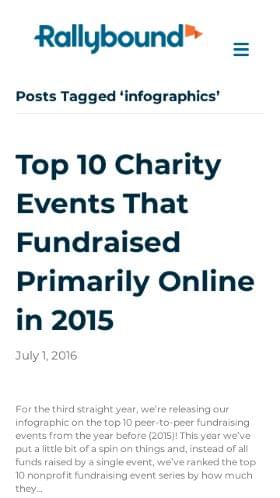 Rallybound
Posts Tagged ‘infographics’
Top 10 Charity
Events That
Fundraised
Primarily Online
in 2015
July 1, 2016
For the third straight year, we’re releasing our
infographic on the top 10 peer-to-peer fundraising
events from the year before (2015)! This year we’ve
put a little bit of a spin on things and, instead of all
funds raised by a single event, we’ve ranked the top
10 nonprofit fundraising event series by how much
they...